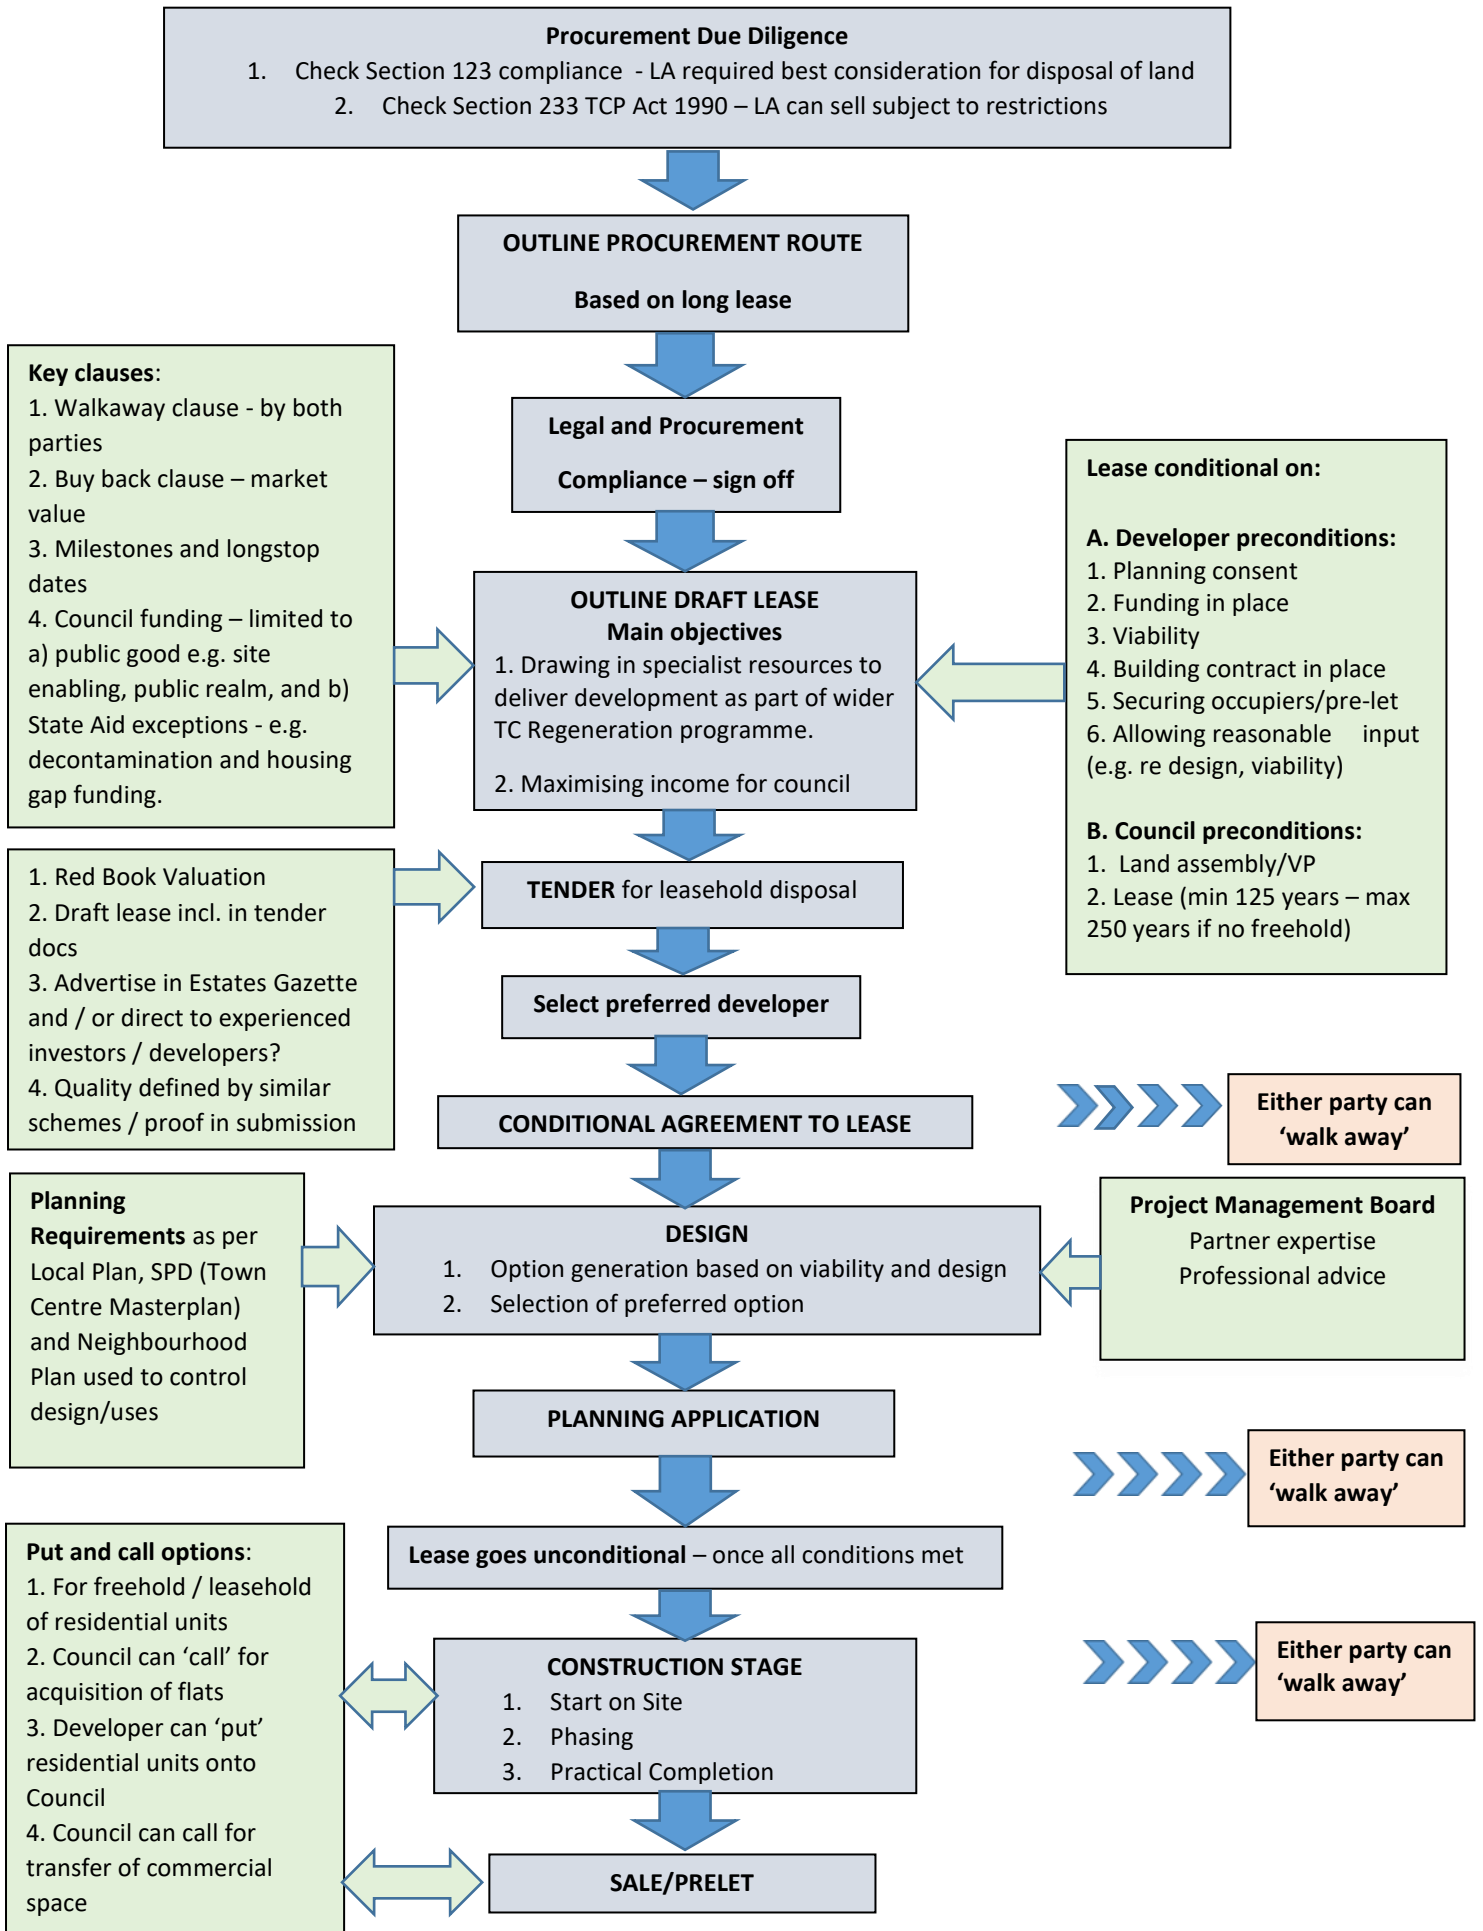 Procurement Due Diligence
1. Check Section 123 compliance - LA required best consideration for disposal of land
2. Check Section 233 TCP Act 1990 – LA can sell subject to restrictions
OUTLINE PROCUREMENT ROUTE
Based on long lease
Key clauses:
1. Walkaway clause - by both
parties
2. Buy back clause – market
value
3. Milestones and longstop
dates
4. Council funding – limited to
a) public good e.g. site
enabling, public realm, and b)
State Aid exceptions - e.g.
decontamination and housing
gap funding.
Legal and Procurement
Compliance – sign off
Lease conditional on:
A. Developer preconditions:
1. Planning consent
2. Funding in place
3. Viability
4. Building contract in place
5. Securing occupiers/pre-let
6. Allowing reasonable input
(e.g. re design, viability)
B. Council preconditions:
1. Land assembly/VP
2. Lease (min 125 years – max
250 years if no freehold)
OUTLINE DRAFT LEASE
Main objectives
1. Drawing in specialist resources to
deliver development as part of wider
TC Regeneration programme.
2. Maximising income for council
1. Red Book Valuation
2. Draft lease incl. in tender
docs
3. Advertise in Estates Gazette
and / or direct to experienced
investors / developers?
4. Quality defined by similar
schemes / proof in submission
TENDER for leasehold disposal
Select preferred developer
CONDITIONAL AGREEMENT TO LEASE
Either party can
‘walk away’
Planning
Requirements as per
Local Plan, SPD (Town
Centre Masterplan)
and Neighbourhood
Plan used to control
design/uses
DESIGN
1. Option generation based on viability and design
2. Selection of preferred option
Project Management Board
Partner expertise
Professional advice
PLANNING APPLICATION
Either party can
‘walk away’
Lease goes unconditional – once all conditions met
Put and call options:
1. For freehold / leasehold
of residential units
2. Council can ‘call’ for
acquisition of flats
3. Developer can ‘put’
residential units onto
Council
4. Council can call for
transfer of commercial
space
CONSTRUCTION STAGE
1. Start on Site
2. Phasing
3. Practical Completion
Either party can
‘walk away’
SALE/PRELET